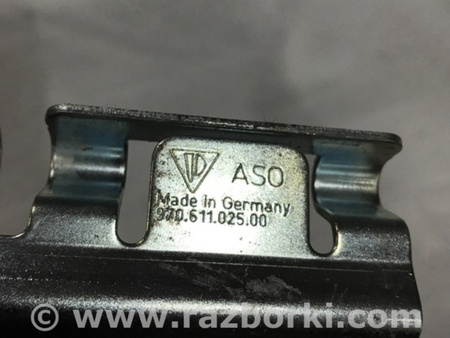 ASO
Made in Germany
970.611.025.00
© www.razborki.com